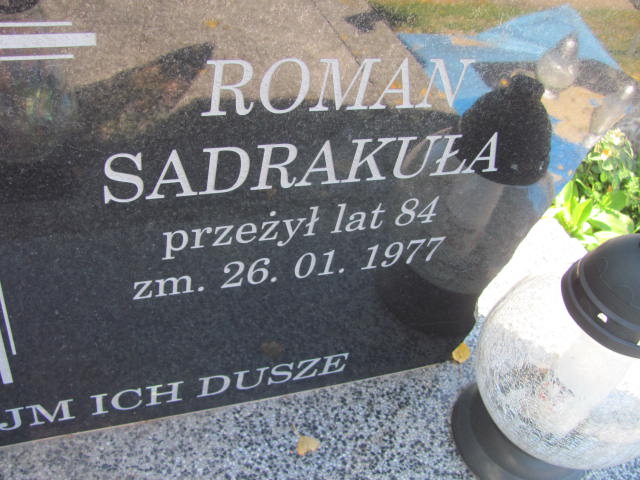 ROMAN
SADRAKUŁA
przeżył lat 84
zm. 26. 01. 1977
JM ICH DUSZE